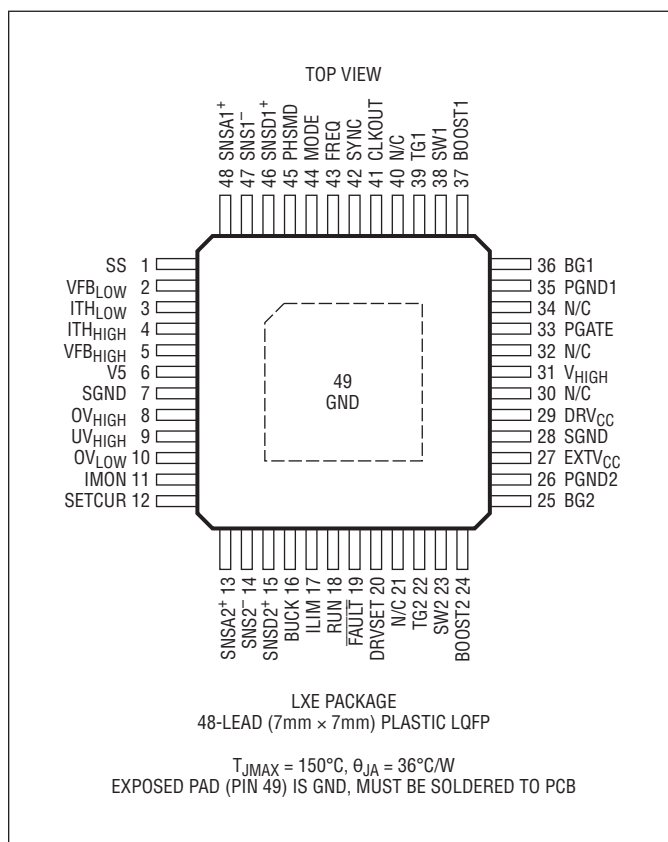 TOP VIEW
48 SNSA1+
47 SNS1–
46 SNSD1+
45 PHSMD
44 MODE
43 FREQ
42 SYNC
41 CLKOUT
40 N/C
39 TG1
38 SW1
37 BOOST1
SS 1
VFBLOW 2
ITHLOW 3
ITHHIGH 4
VFBHIGH 5
V5 6
SGND 7
OVHIGH 8
UVHIGH 9
OVLOW 10
IMON 11
SETCUR 12
36 BG1
35 PGND1
34 N/C
33 PGATE
32 N/C
31 VHIGH
30 N/C
29 DRVCC
28 SGND
27 EXTVCC
26 PGND2
25 BG2
49
GND
SNSA2+ 13
SNS2– 14
SNSD2+ 15
BUCK 16
ILIM 17
RUN 18
FAULT 19
DRVSET 20
N/C 21
TG2 22
SW2 23
BOOST2 24
LXE PACKAGE
48-LEAD (7mm × 7mm) PLASTIC LQFP
TJMAX = 150°C, θJA = 36°C/W
EXPOSED PAD (PIN 49) IS GND, MUST BE SOLDERED TO PCB